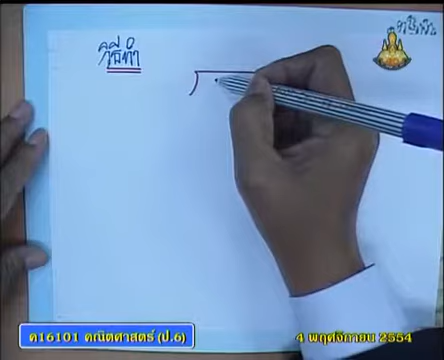 วิธีทำ
ค16101 คณิตศาสตร์ (ป.6)
4 พฤศจิกายน 2554